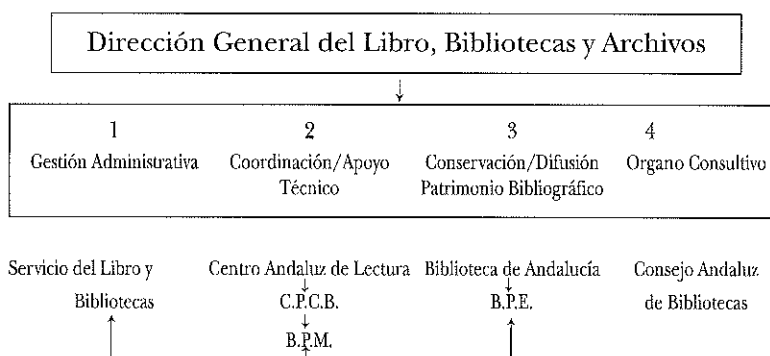 Dirección General del Libro, Bibliotecas y Archivos
1 2 3 4
Gestión Administrativa Coordinación/Apoyo Conservación/Difusión Organo Consultivo
Técnico Patrimonio Bibliográfico
Servicio del Libro y Centro Andaluz de Lectura Biblioteca de Andalucía Consejo Andaluz
Bibliotecas C.P.C.B. B.P.E. de Bibliotecas
B.P.M.